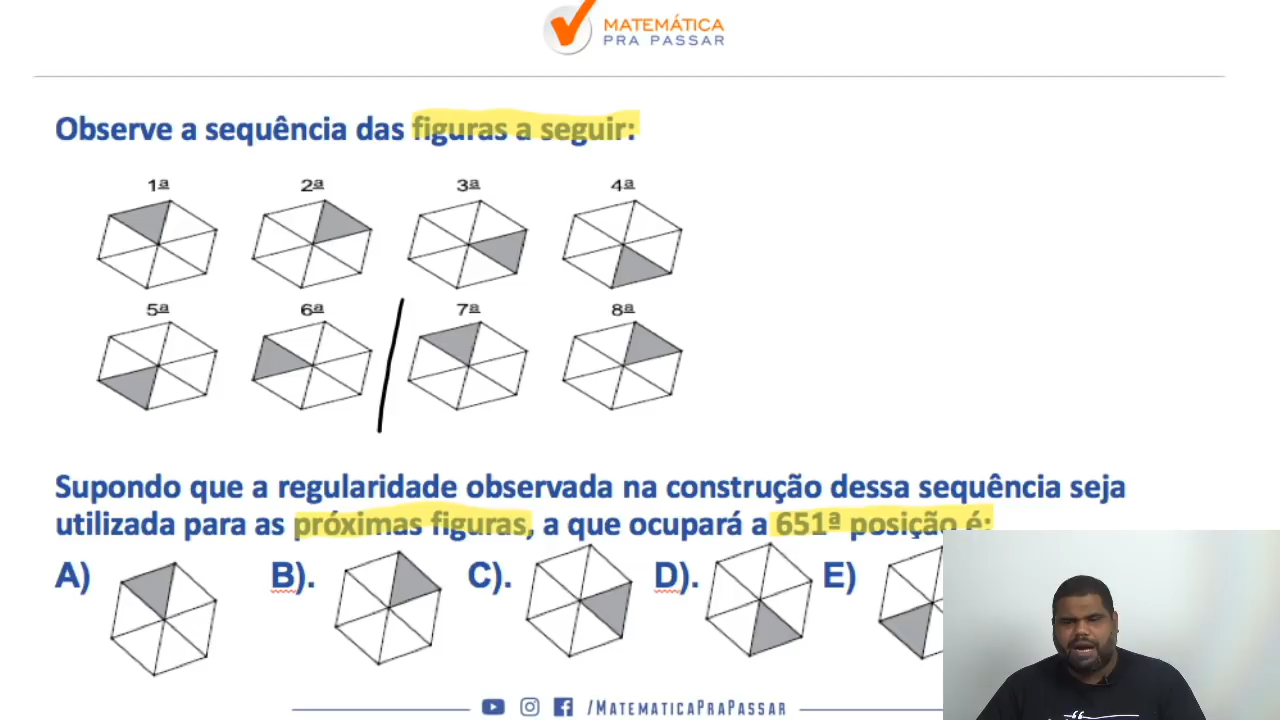 MATEMÁTICA
PRA PASSAR
Observe a sequência das figuras a seguir:
1ª 2ª 3ª 4ª
5ª 6ª 7ª 8ª
Supondo que a regularidade observada na construção dessa sequência seja
utilizada para as próximas figuras, a que ocupará a 651ª posição é:
A) B). C). D). E)
/MATEMATICAPRAPASSAR